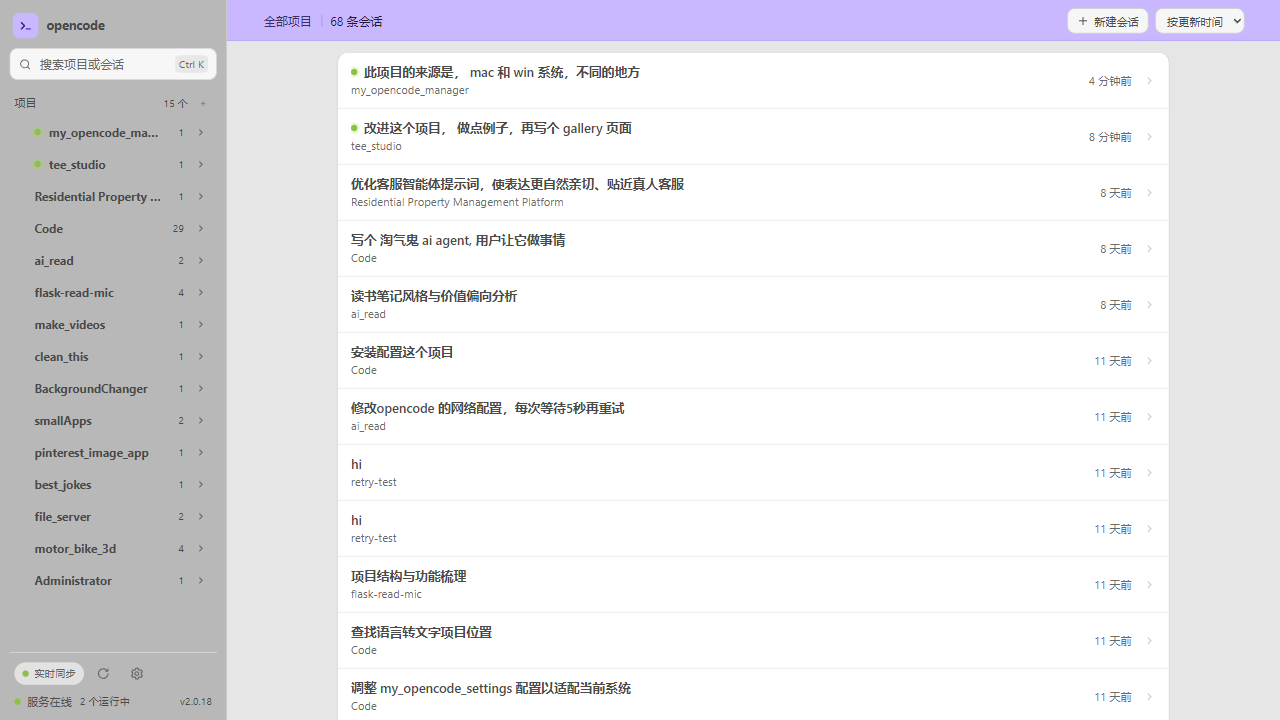 opencode
搜索项目或会话 Ctrl K
项目 15 个 +
my_opencode_ma... 1
tee_studio 1
Residential Property ... 1
Code 29
ai_read 2
flask-read-mic 4
make_videos 1
clean_this 1
BackgroundChanger 1
smallApps 2
pinterest_image_app 1
best_jokes 1
file_server 2
motor_bike_3d 4
Administrator 1
实时同步
服务在线 2 个运行中 v2.0.18
全部项目 68 条会话 + 新建会话 按更新时间
此项目的来源是， mac 和 win 系统，不同的地方
my_opencode_manager
4 分钟前
改进这个项目， 做点例子，再写个 gallery 页面
tee_studio
8 分钟前
优化客服智能体提示词，使表达更自然亲切、贴近真人客服
Residential Property Management Platform
8 天前
写个 淘气鬼 ai agent, 用户让它做事情
Code
8 天前
读书笔记风格与价值偏向分析
ai_read
8 天前
安装配置这个项目
Code
11 天前
修改opencode 的网络配置，每次等待5秒再重试
ai_read
11 天前
hi
retry-test
11 天前
hi
retry-test
11 天前
项目结构与功能梳理
flask-read-mic
11 天前
查找语言转文字项目位置
Code
11 天前
调整 my_opencode_settings 配置以适配当前系统
Code
11 天前